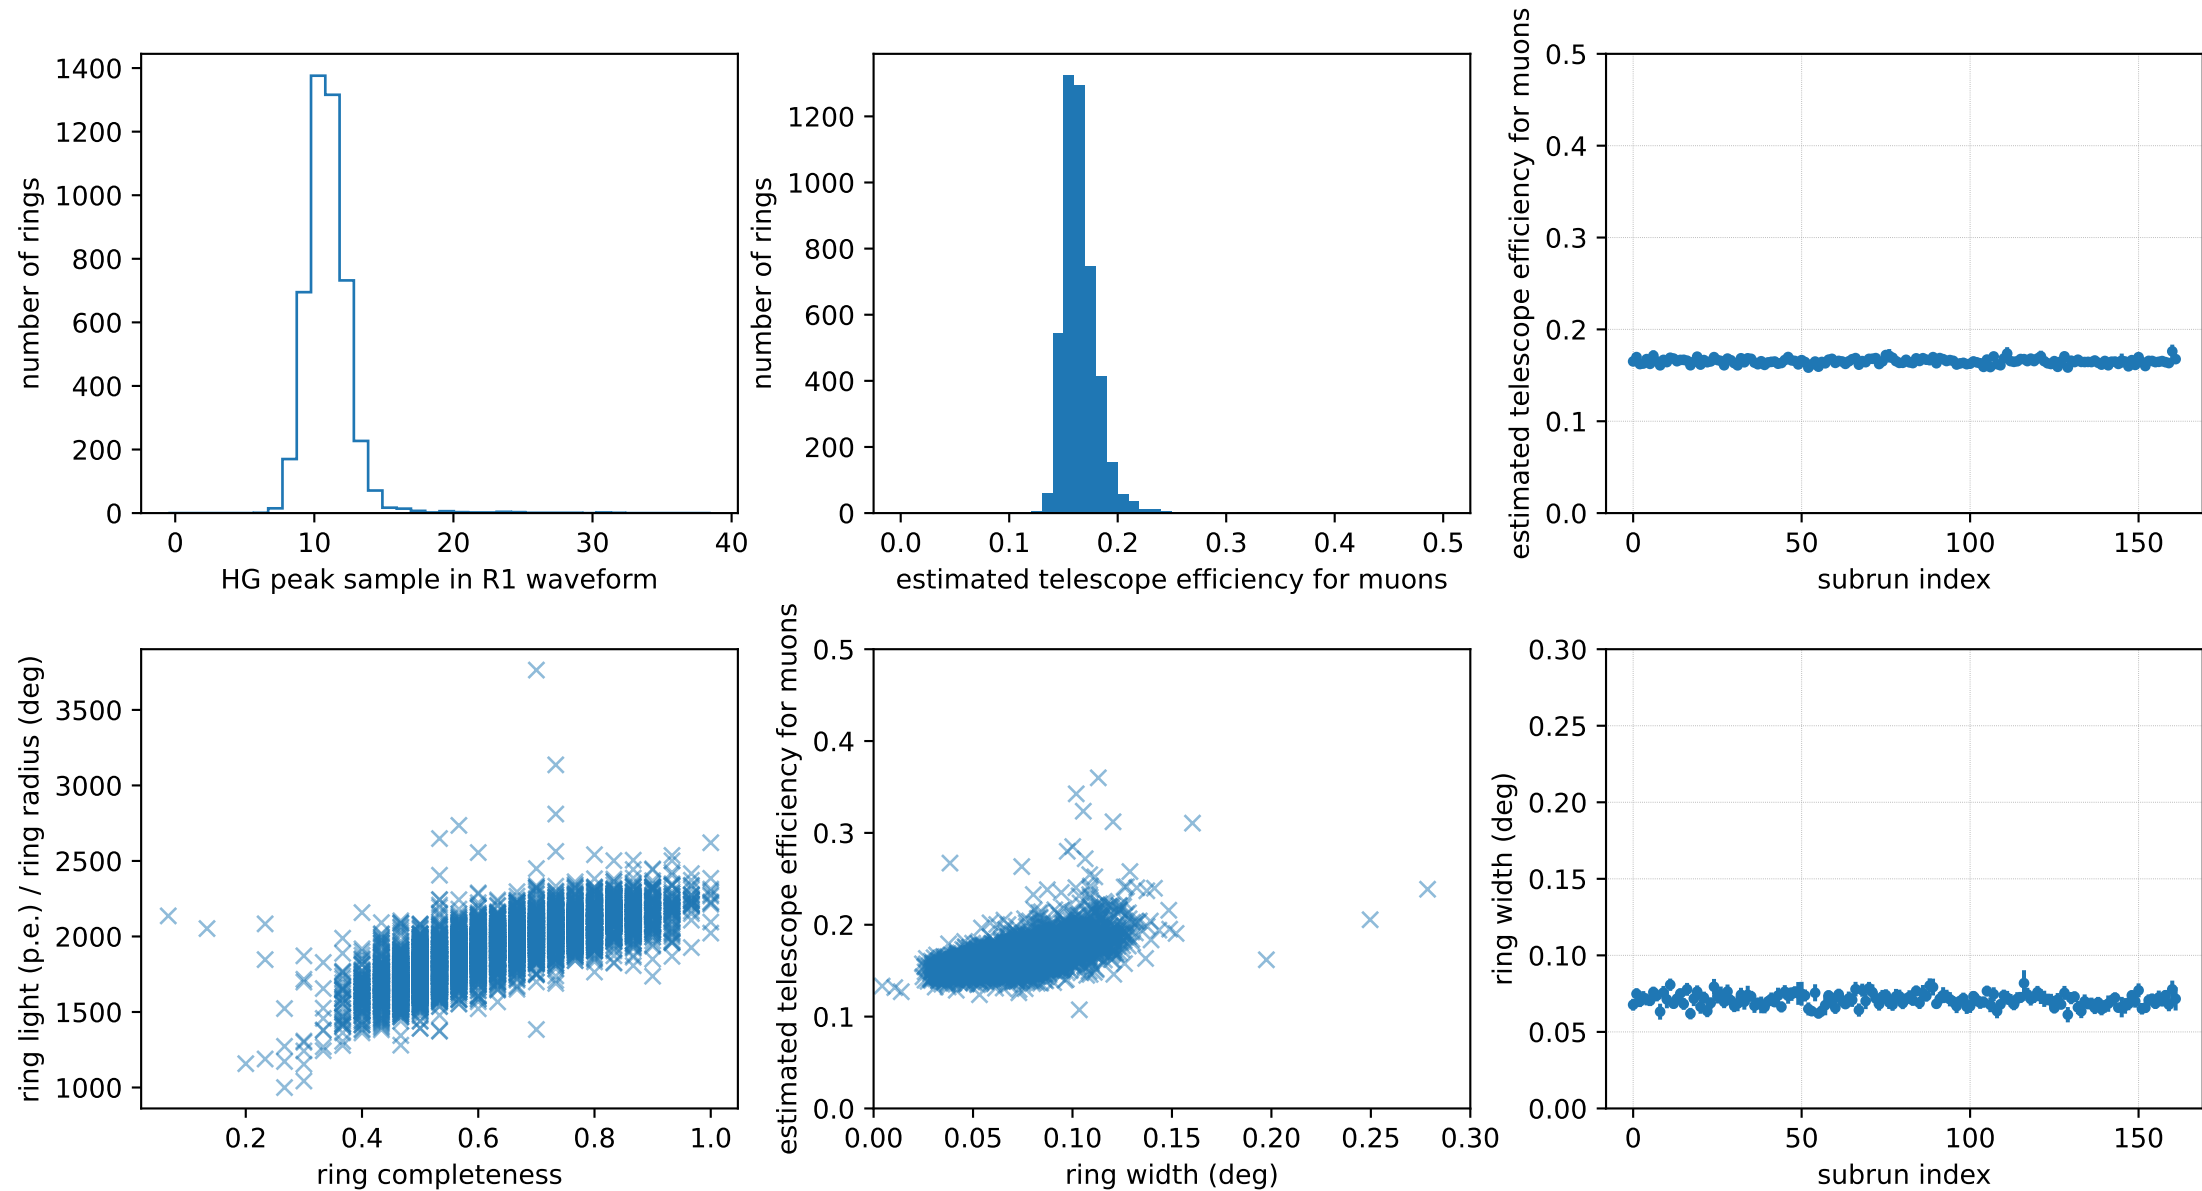 1400
1200
1000
800
600
400
200
0
number of rings
0 10 20 30 40
HG peak sample in R1 waveform
1200
1000
800
600
400
200
0
number of rings
0.0 0.1 0.2 0.3 0.4 0.5
estimated telescope efficiency for muons
0.5
0.4
0.3
0.2
0.1
0.0
estimated telescope efficiency for muons
0 50 100 150
subrun index
3500
3000
2500
2000
1500
1000
ring light (p.e.) / ring radius (deg)
0.2 0.4 0.6 0.8 1.0
ring completeness
0.5
0.4
0.3
0.2
0.1
0.0
estimated telescope efficiency for muons
0.00 0.05 0.10 0.15 0.20 0.25 0.30
ring width (deg)
0.30
0.25
0.20
0.15
0.10
0.05
0.00
ring width (deg)
0 50 100 150
subrun index